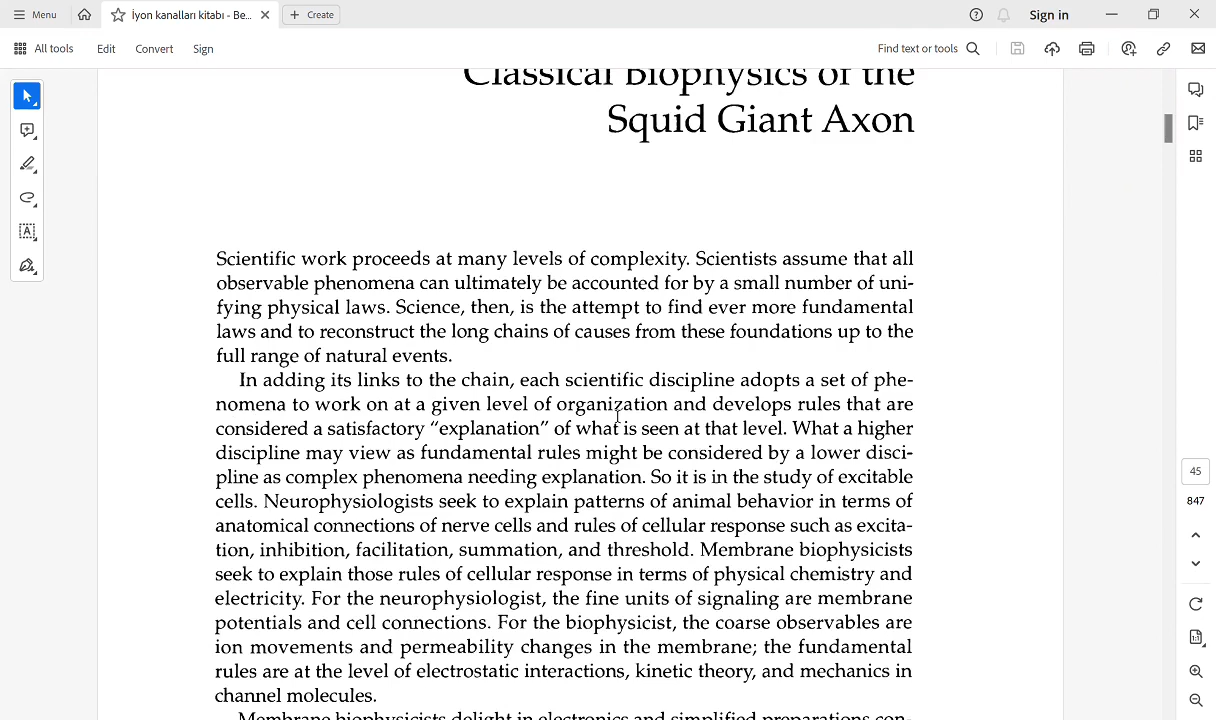 Menu
İyon kanalları kitabı - Be...
Create
Sign in
All tools
Edit
Convert
Sign
Find text or tools
Classical Biophysics of the
Squid Giant Axon
Scientific work proceeds at many levels of complexity. Scientists assume that all
observable phenomena can ultimately be accounted for by a small number of uni-
fying physical laws. Science, then, is the attempt to find ever more fundamental
laws and to reconstruct the long chains of causes from these foundations up to the
full range of natural events.
In adding its links to the chain, each scientific discipline adopts a set of phe-
nomena to work on at a given level of organization and develops rules that are
considered a satisfactory “explanation” of what is seen at that level. What a higher
discipline may view as fundamental rules might be considered by a lower disci-
pline as complex phenomena needing explanation. So it is in the study of excitable
cells. Neurophysiologists seek to explain patterns of animal behavior in terms of
anatomical connections of nerve cells and rules of cellular response such as excita-
tion, inhibition, facilitation, summation, and threshold. Membrane biophysicists
seek to explain those rules of cellular response in terms of physical chemistry and
electricity. For the neurophysiologist, the fine units of signaling are membrane
potentials and cell connections. For the biophysicist, the coarse observables are
ion movements and permeability changes in the membrane; the fundamental
rules are at the level of electrostatic interactions, kinetic theory, and mechanics in
channel molecules.
Membrane biophysicists delight in electronics and simplified preparations con-
45
847